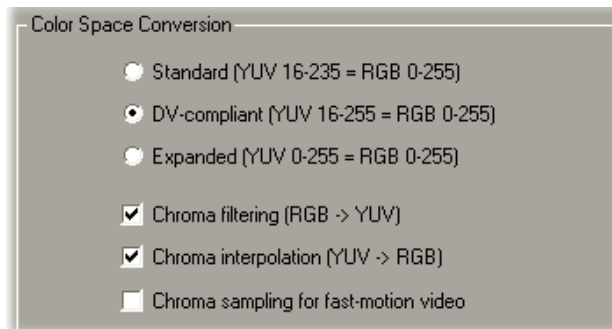 Color Space Conversion
Standard (YUV 16-235 = RGB 0-255)
DV-compliant (YUV 16-255 = RGB 0-255)
Expanded (YUV 0-255 = RGB 0-255)
Chroma filtering (RGB -> YUV)
Chroma interpolation (YUV -> RGB)
Chroma sampling for fast-motion video